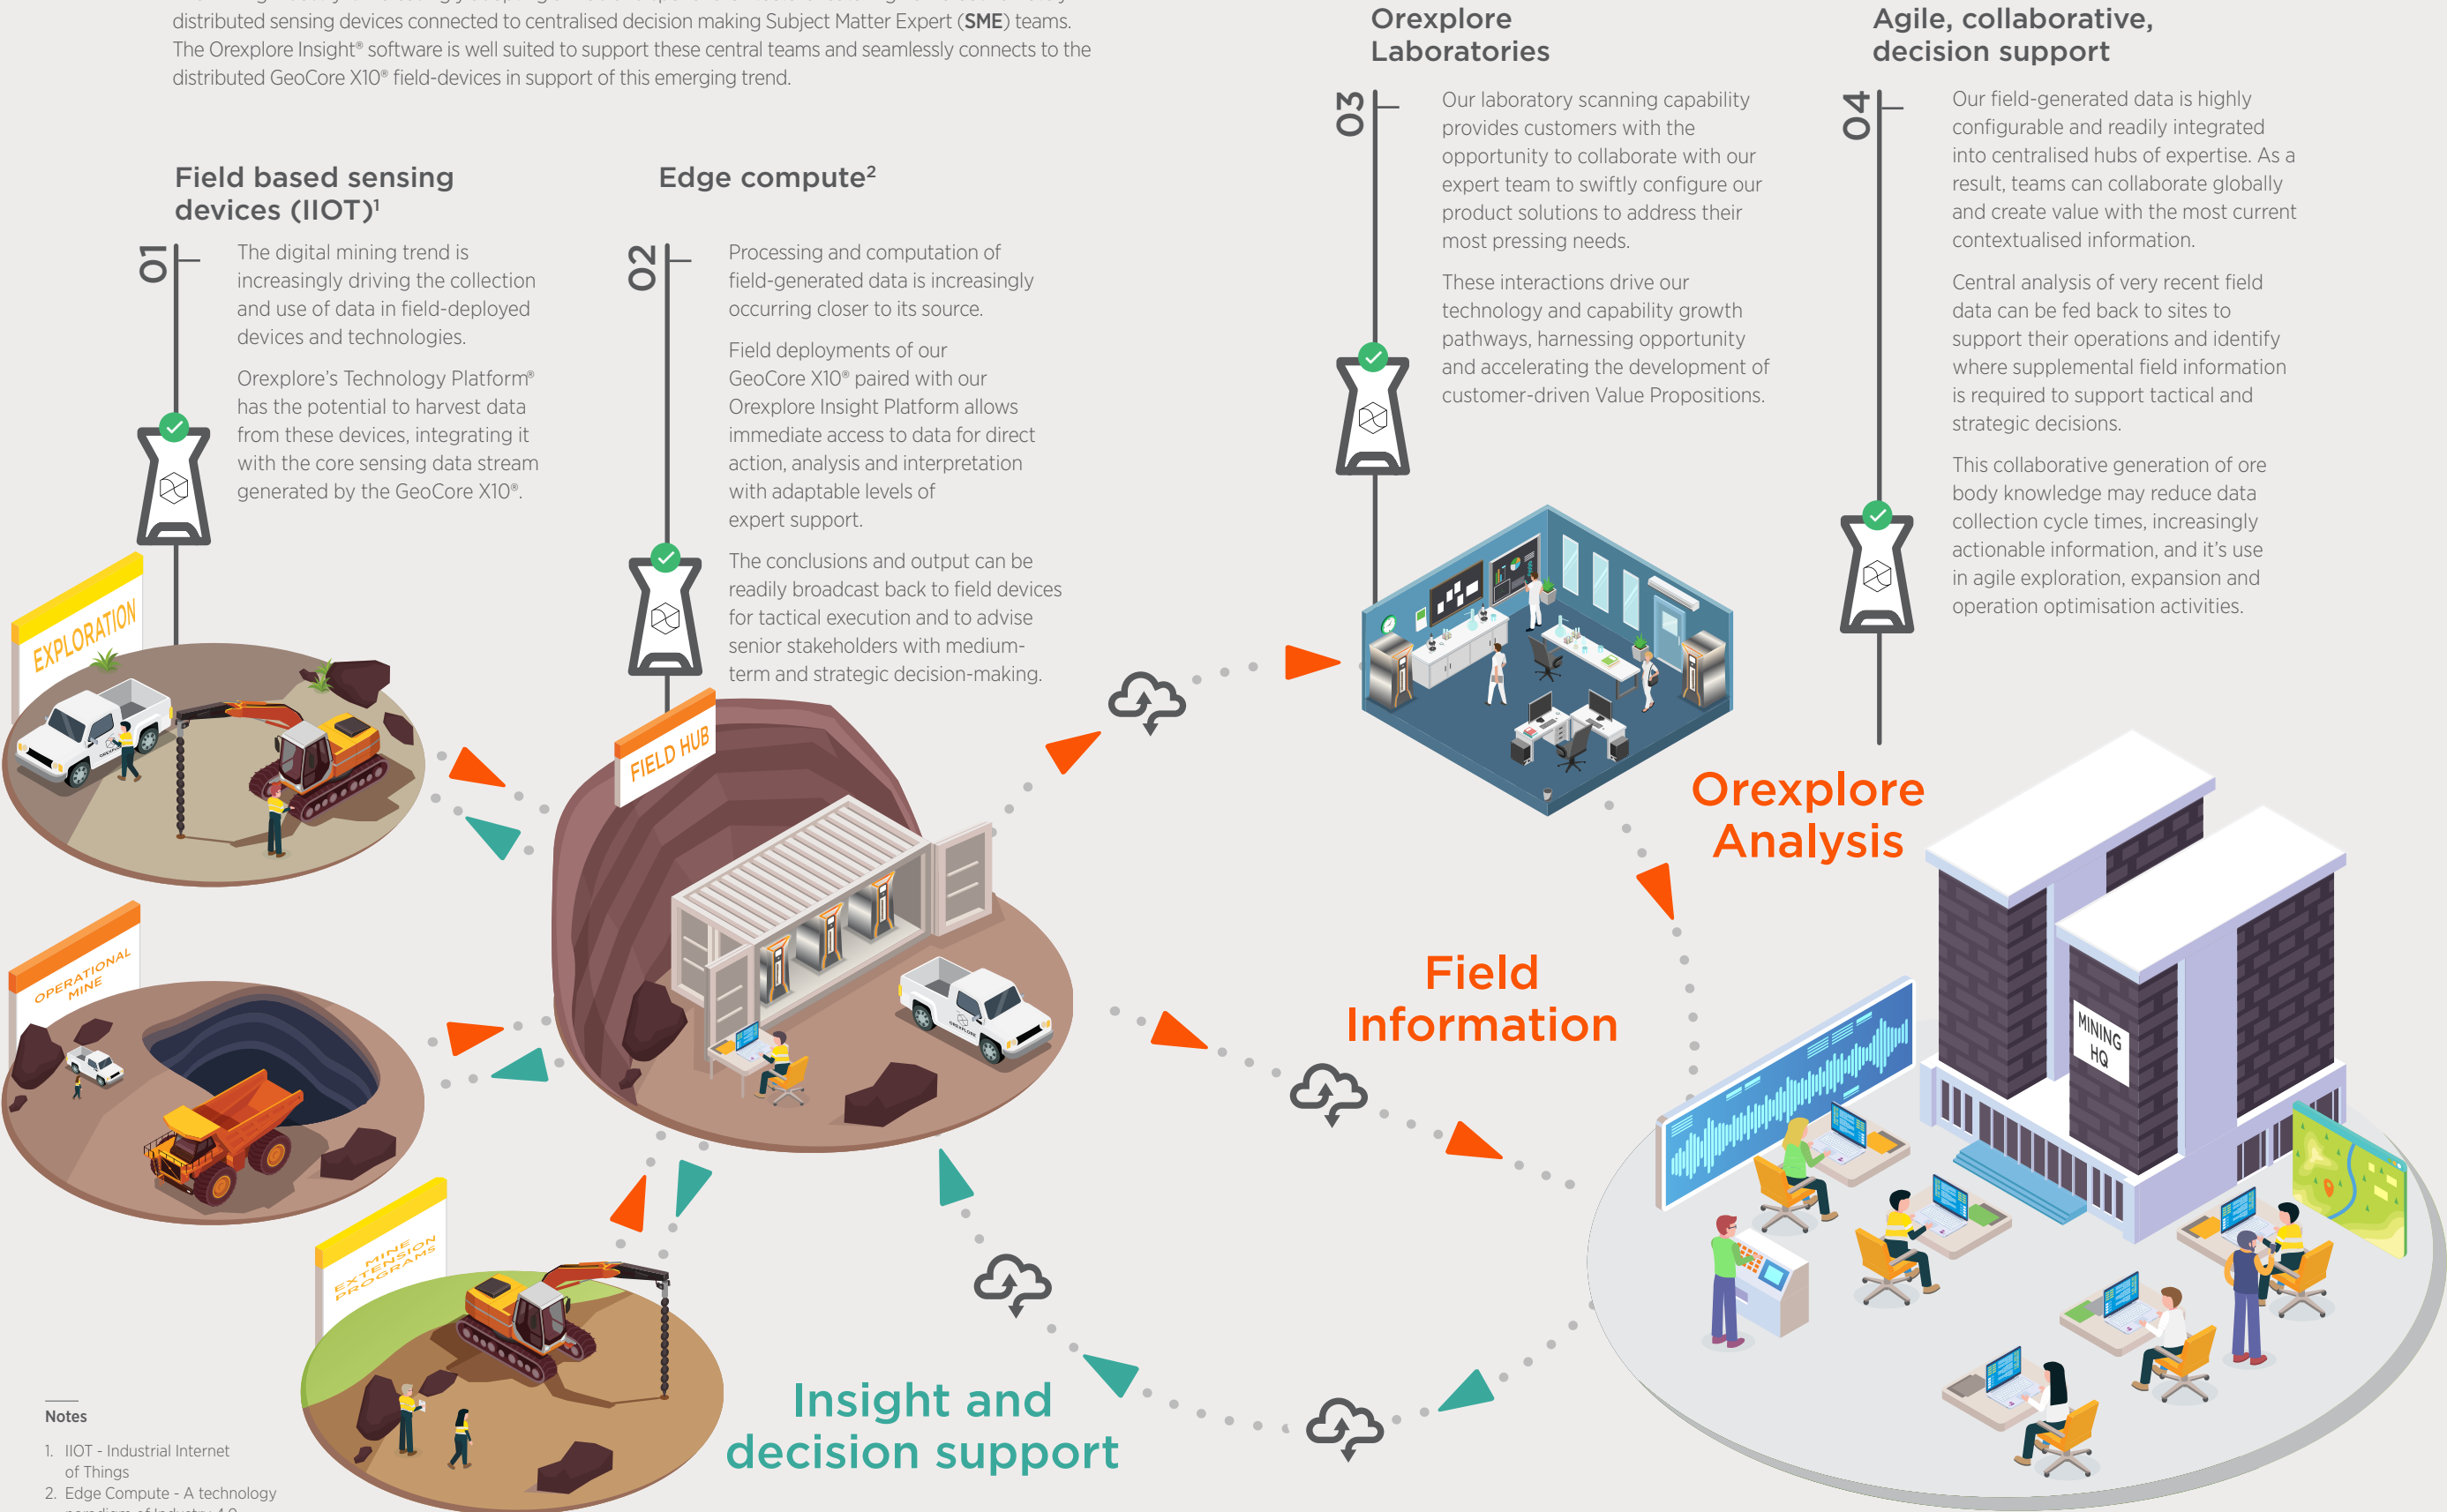 distributed sensing devices connected to centralised decision making Subject Matter Expert (SME) teams.
The Orexplore Insight® software is well suited to support these central teams and seamlessly connects to the
distributed GeoCore X10® field-devices in support of this emerging trend.
Field based sensing
devices (IIOT)¹
01
The digital mining trend is
increasingly driving the collection
and use of data in field-deployed
devices and technologies.
Orexplore's Technology Platform®
has the potential to harvest data
from these devices, integrating it
with the core sensing data stream
generated by the GeoCore X10®.
Edge compute²
02
Processing and computation of
field-generated data is increasingly
occurring closer to its source.
Field deployments of our
GeoCore X10® paired with our
Orexplore Insight Platform allows
immediate access to data for direct
action, analysis and interpretation
with adaptable levels of
expert support.
The conclusions and output can be
readily broadcast back to field devices
for tactical execution and to advise
senior stakeholders with medium-
term and strategic decision-making.
Orexplore
Laboratories
03
Our laboratory scanning capability
provides customers with the
opportunity to collaborate with our
expert team to swiftly configure our
product solutions to address their
most pressing needs.
These interactions drive our
technology and capability growth
pathways, harnessing opportunity
and accelerating the development of
customer-driven Value Propositions.
Agile, collaborative,
decision support
04
Our field-generated data is highly
configurable and readily integrated
into centralised hubs of expertise. As a
result, teams can collaborate globally
and create value with the most current
contextualised information.
Central analysis of very recent field
data can be fed back to sites to
support their operations and identify
where supplemental field information
is required to support tactical and
strategic decisions.
This collaborative generation of ore
body knowledge may reduce data
collection cycle times, increasingly
actionable information, and it's use
in agile exploration, expansion and
operation optimisation activities.
EXPLORATION
FIELD HUB
OPERATIONAL
MINE
MINE
EXTENSION
PROGRAMS
OREXPLORE
Orexplore
Analysis
Field
Information
MINING
HQ
Insight and
decision support
Notes
1. IIOT - Industrial Internet
of Things
2. Edge Compute - A technology